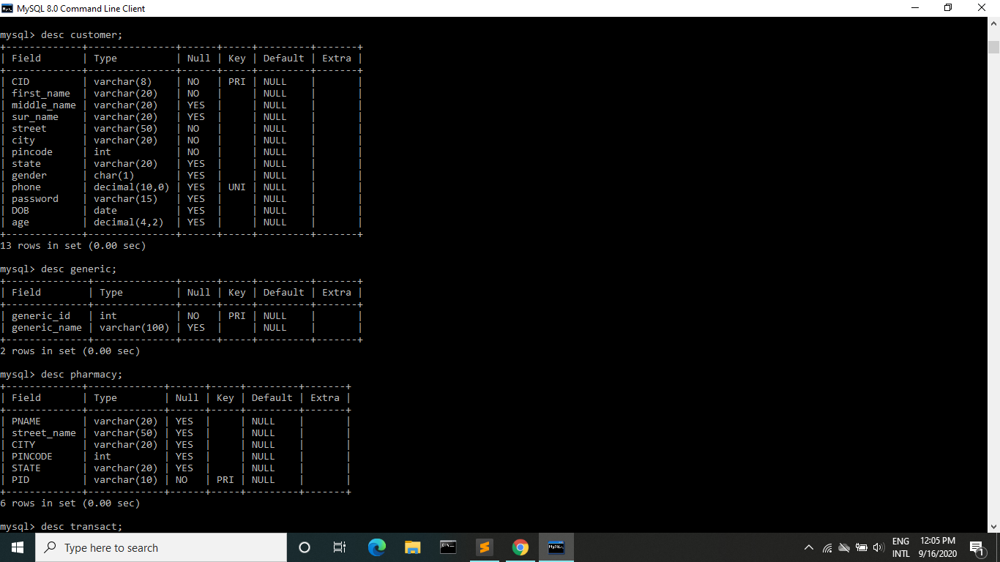 MySQL 8.0 Command Line Client
mysql> desc customer;
+-------------+---------------+------+-----+---------+-------+
| Field       | Type          | Null | Key | Default | Extra |
+-------------+---------------+------+-----+---------+-------+
| CID         | varchar(8)    | NO   | PRI | NULL    |       |
| first_name  | varchar(20)   | NO   |     | NULL    |       |
| middle_name | varchar(20)   | YES  |     | NULL    |       |
| sur_name    | varchar(20)   | YES  |     | NULL    |       |
| street      | varchar(50)   | NO   |     | NULL    |       |
| city        | varchar(20)   | NO   |     | NULL    |       |
| pincode     | int           | NO   |     | NULL    |       |
| state       | varchar(20)   | YES  |     | NULL    |       |
| gender      | char(1)       | YES  |     | NULL    |       |
| phone       | decimal(10,0) | YES  | UNI | NULL    |       |
| password    | varchar(15)   | YES  |     | NULL    |       |
| DOB         | date          | YES  |     | NULL    |       |
| age         | decimal(4,2)  | YES  |     | NULL    |       |
+-------------+---------------+------+-----+---------+-------+
13 rows in set (0.00 sec)
mysql> desc generic;
+--------------+--------------+------+-----+---------+-------+
| Field        | Type         | Null | Key | Default | Extra |
+--------------+--------------+------+-----+---------+-------+
| generic_id   | int          | NO   | PRI | NULL    |       |
| generic_name | varchar(100) | YES  |     | NULL    |       |
+--------------+--------------+------+-----+---------+-------+
2 rows in set (0.00 sec)
mysql> desc pharmacy;
+-------------+-------------+------+-----+---------+-------+
| Field       | Type        | Null | Key | Default | Extra |
+-------------+-------------+------+-----+---------+-------+
| PNAME       | varchar(20) | YES  |     | NULL    |       |
| street_name | varchar(50) | YES  |     | NULL    |       |
| CITY        | varchar(20) | YES  |     | NULL    |       |
| PINCODE     | int         | YES  |     | NULL    |       |
| STATE       | varchar(20) | YES  |     | NULL    |       |
| PID         | varchar(10) | NO   | PRI | NULL    |       |
+-------------+-------------+------+-----+---------+-------+
6 rows in set (0.00 sec)
mysql> desc transact;
Type here to search
ENG
INTL
12:05 PM
9/16/2020
1